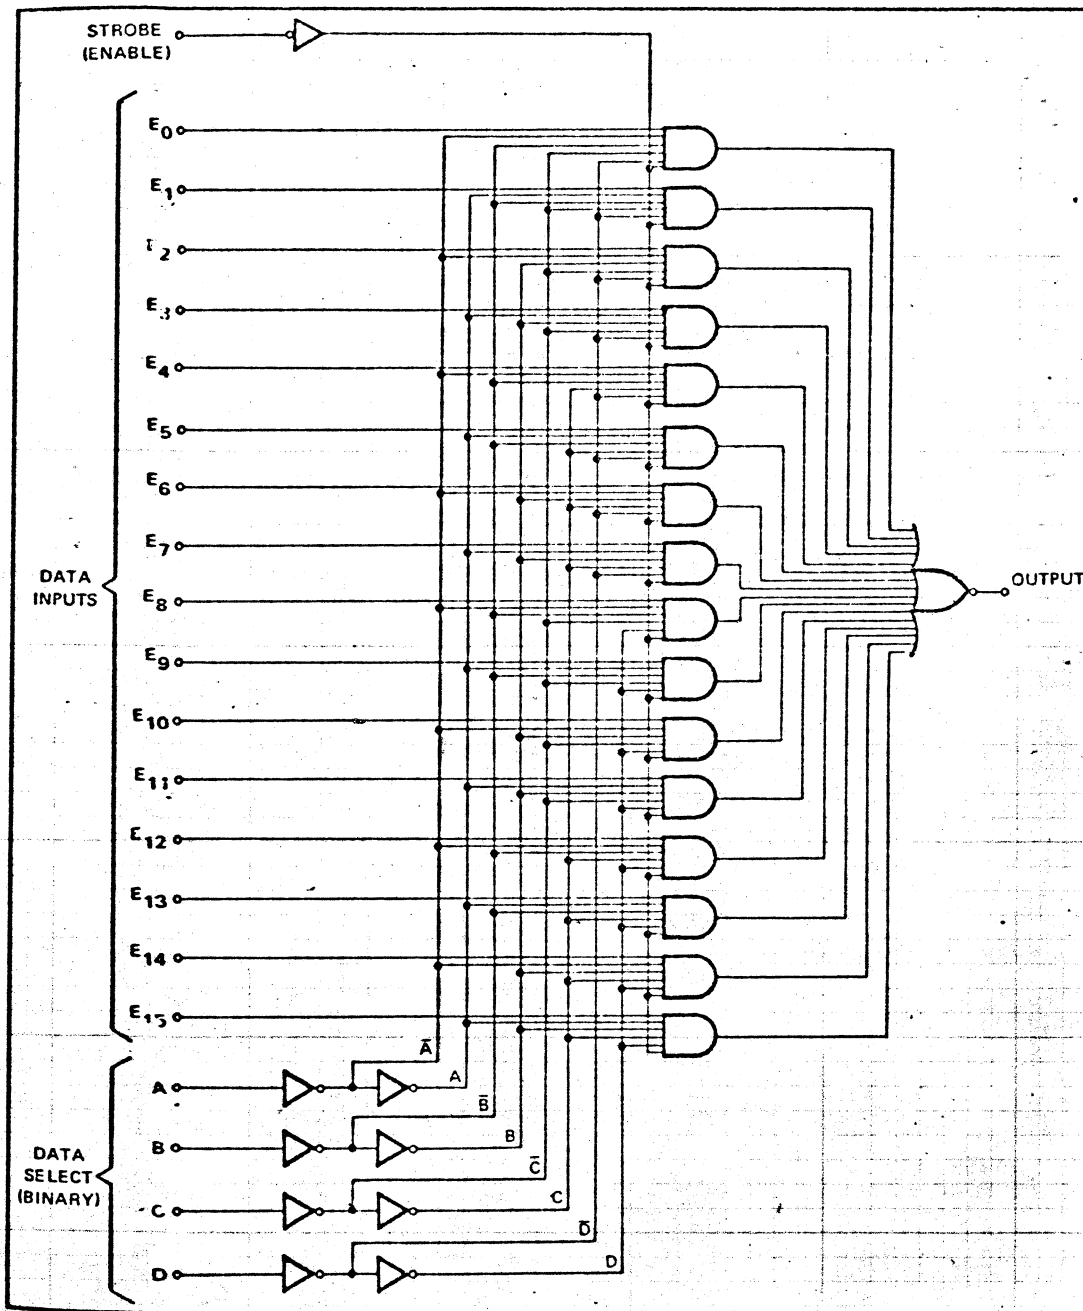 STROBE
(ENABLE)
E0
E1
E2
E3
E4
E5
E6
E7
DATA
INPUTS
OUTPUT
E8
E9
E10
E11
E12
E13
E14
E15
A̅
A
A
B̅
B
B
DATA
SELECT
(BINARY)
C̅
C
C
D̅
D
D